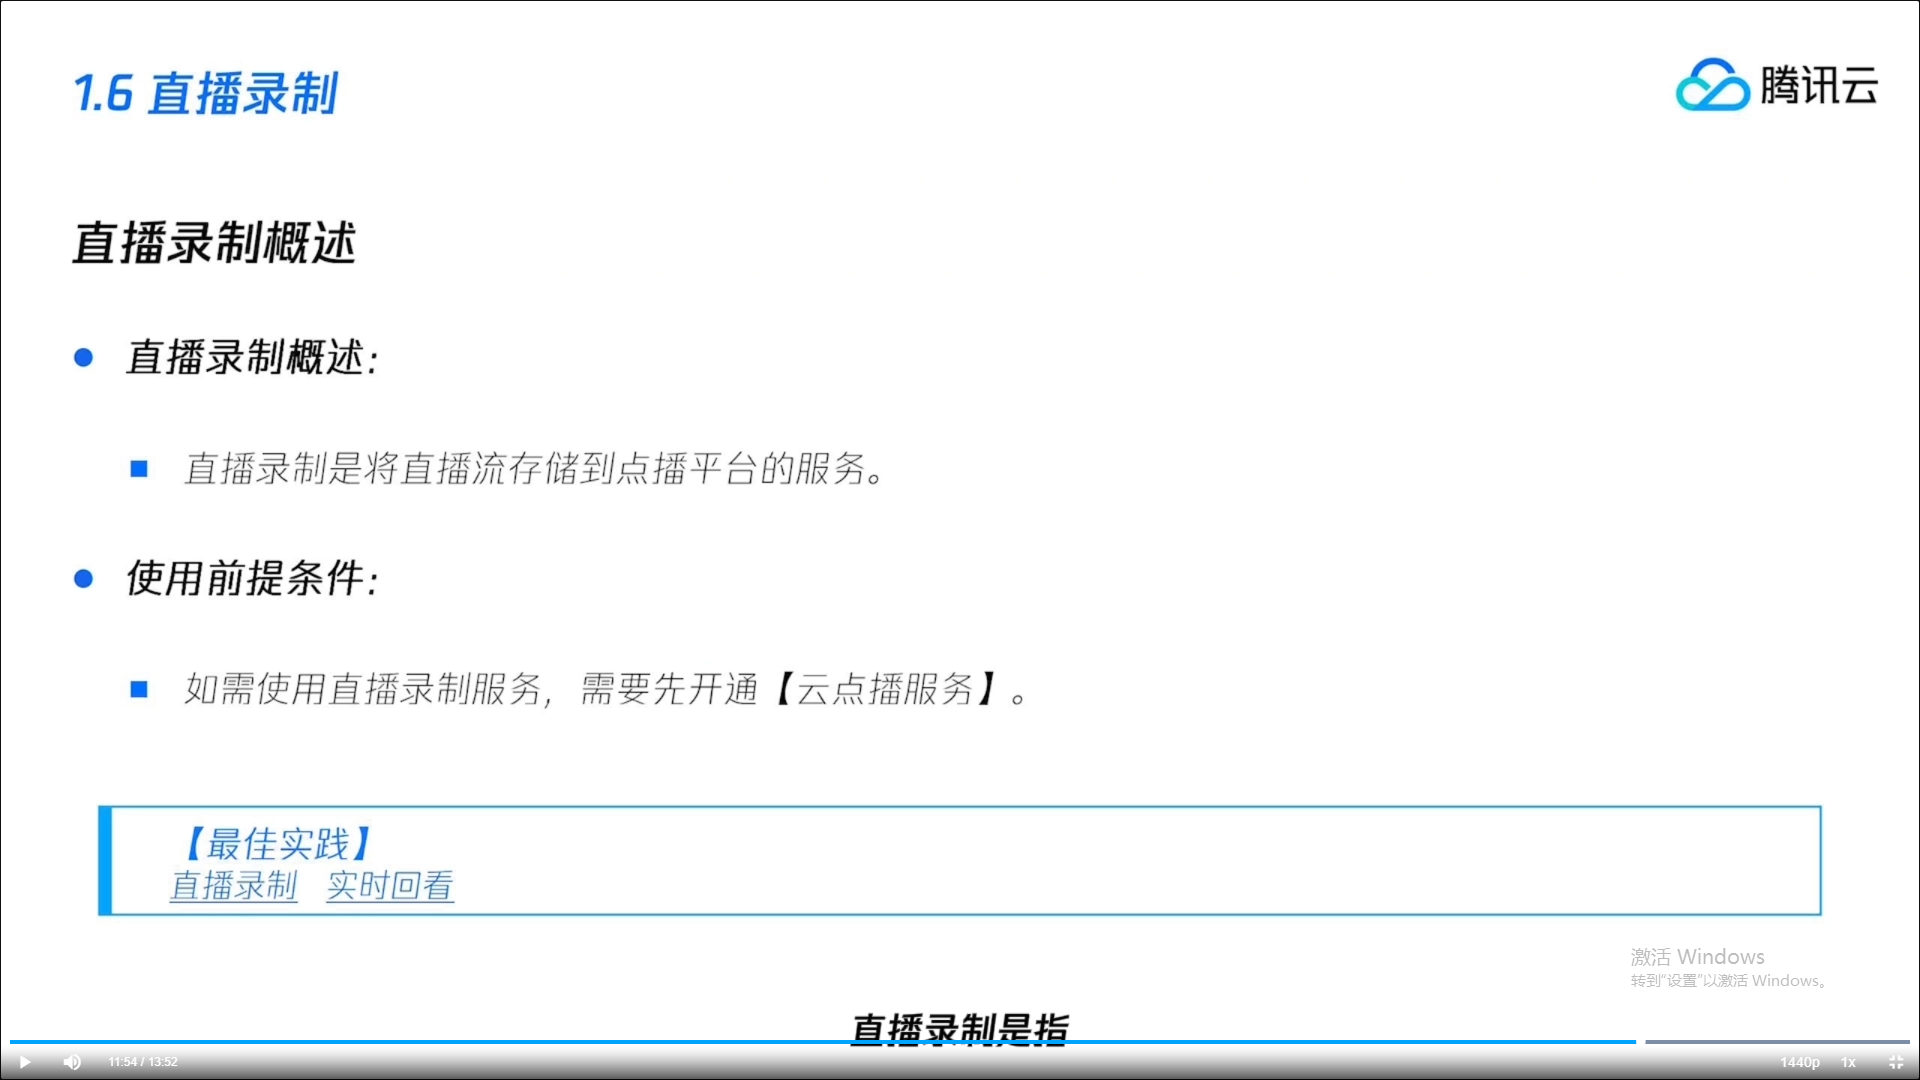 1.6 直播录制
腾讯云
直播录制概述
直播录制概述：
直播录制是将直播流存储到点播平台的服务。
使用前提条件：
如需使用直播录制服务，需要先开通【云点播服务】。
【最佳实践】
直播录制 实时回看
激活 Windows
转到“设置”以激活 Windows。
直播录制是指
11:54 / 13:52
1440p 1x